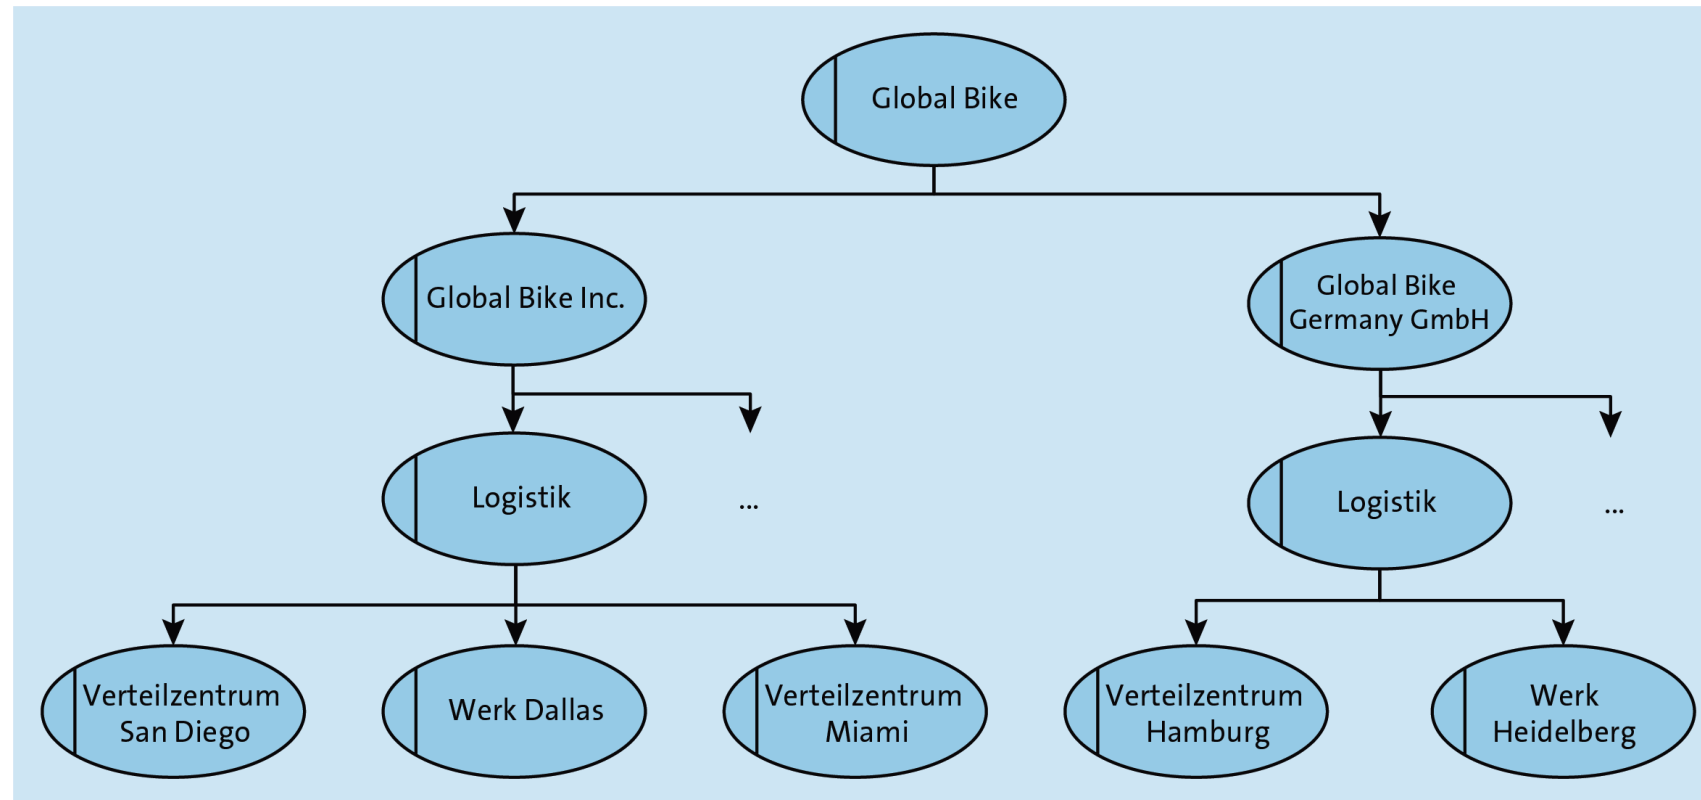 Global Bike
Global Bike Inc.
Global Bike
Germany GmbH
Logistik
...
Logistik
...
Verteilzentrum
San Diego
Werk Dallas
Verteilzentrum
Miami
Verteilzentrum
Hamburg
Werk
Heidelberg